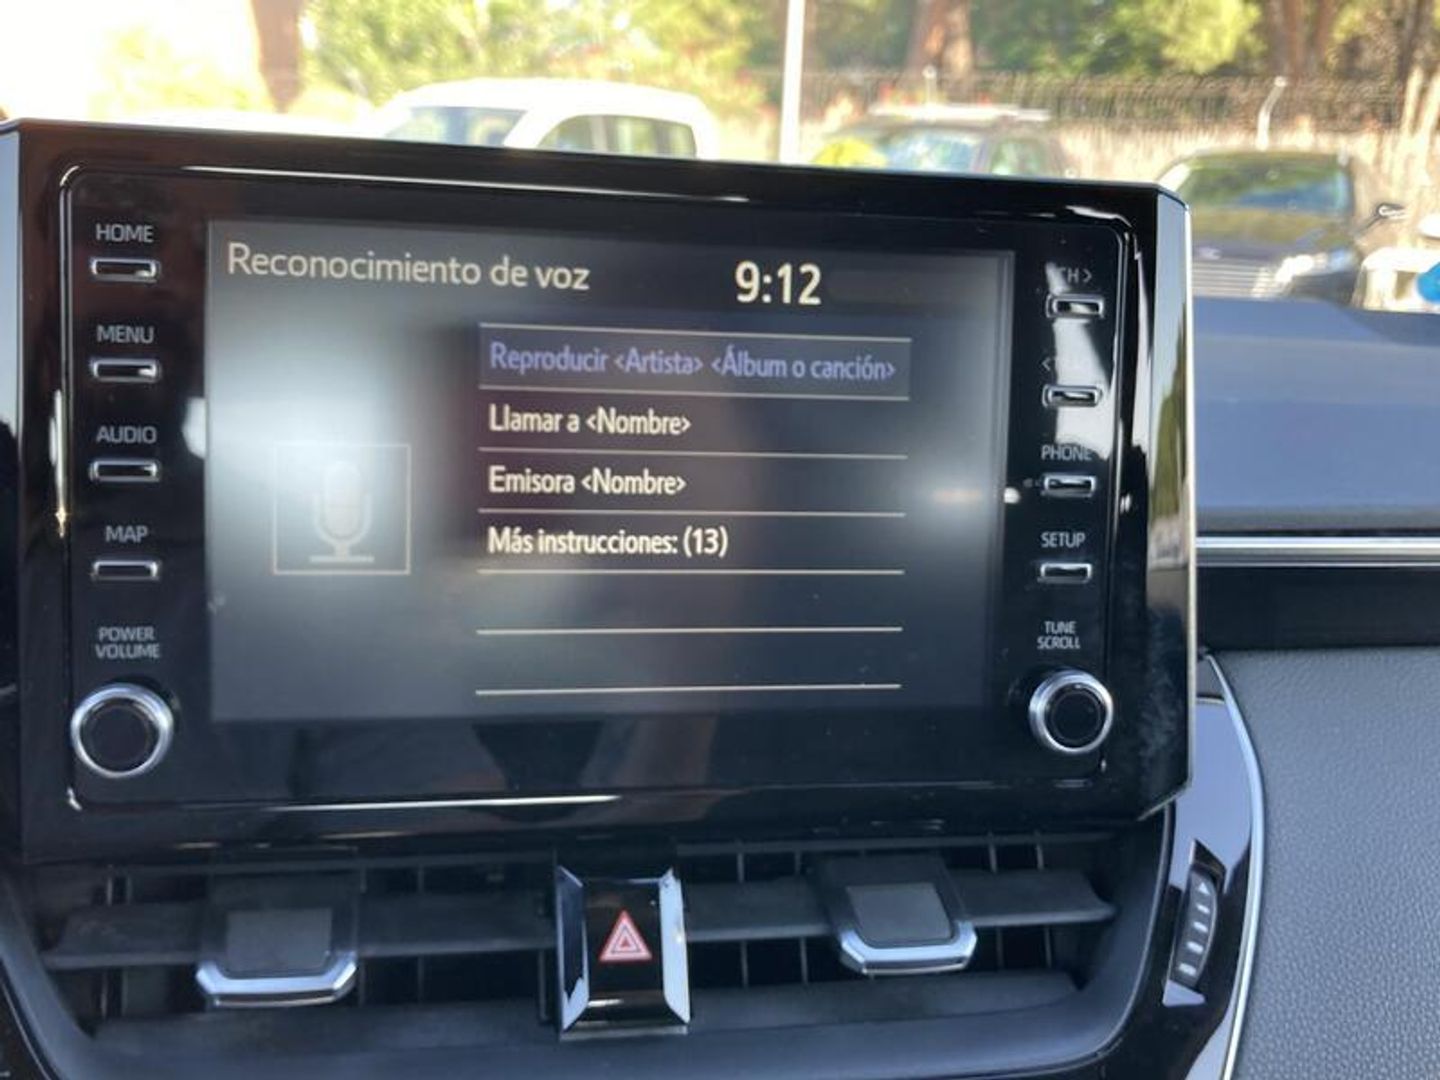 HOME
Reconocimiento de voz
9:12
CH >
MENU
Reproducir <Artista> <Álbum o canción>
Llamar a <Nombre>
AUDIO
Emisora <Nombre>
PHONE
MAP
Más instrucciones: (13)
SETUP
POWER
VOLUME
TUNE
SCROLL